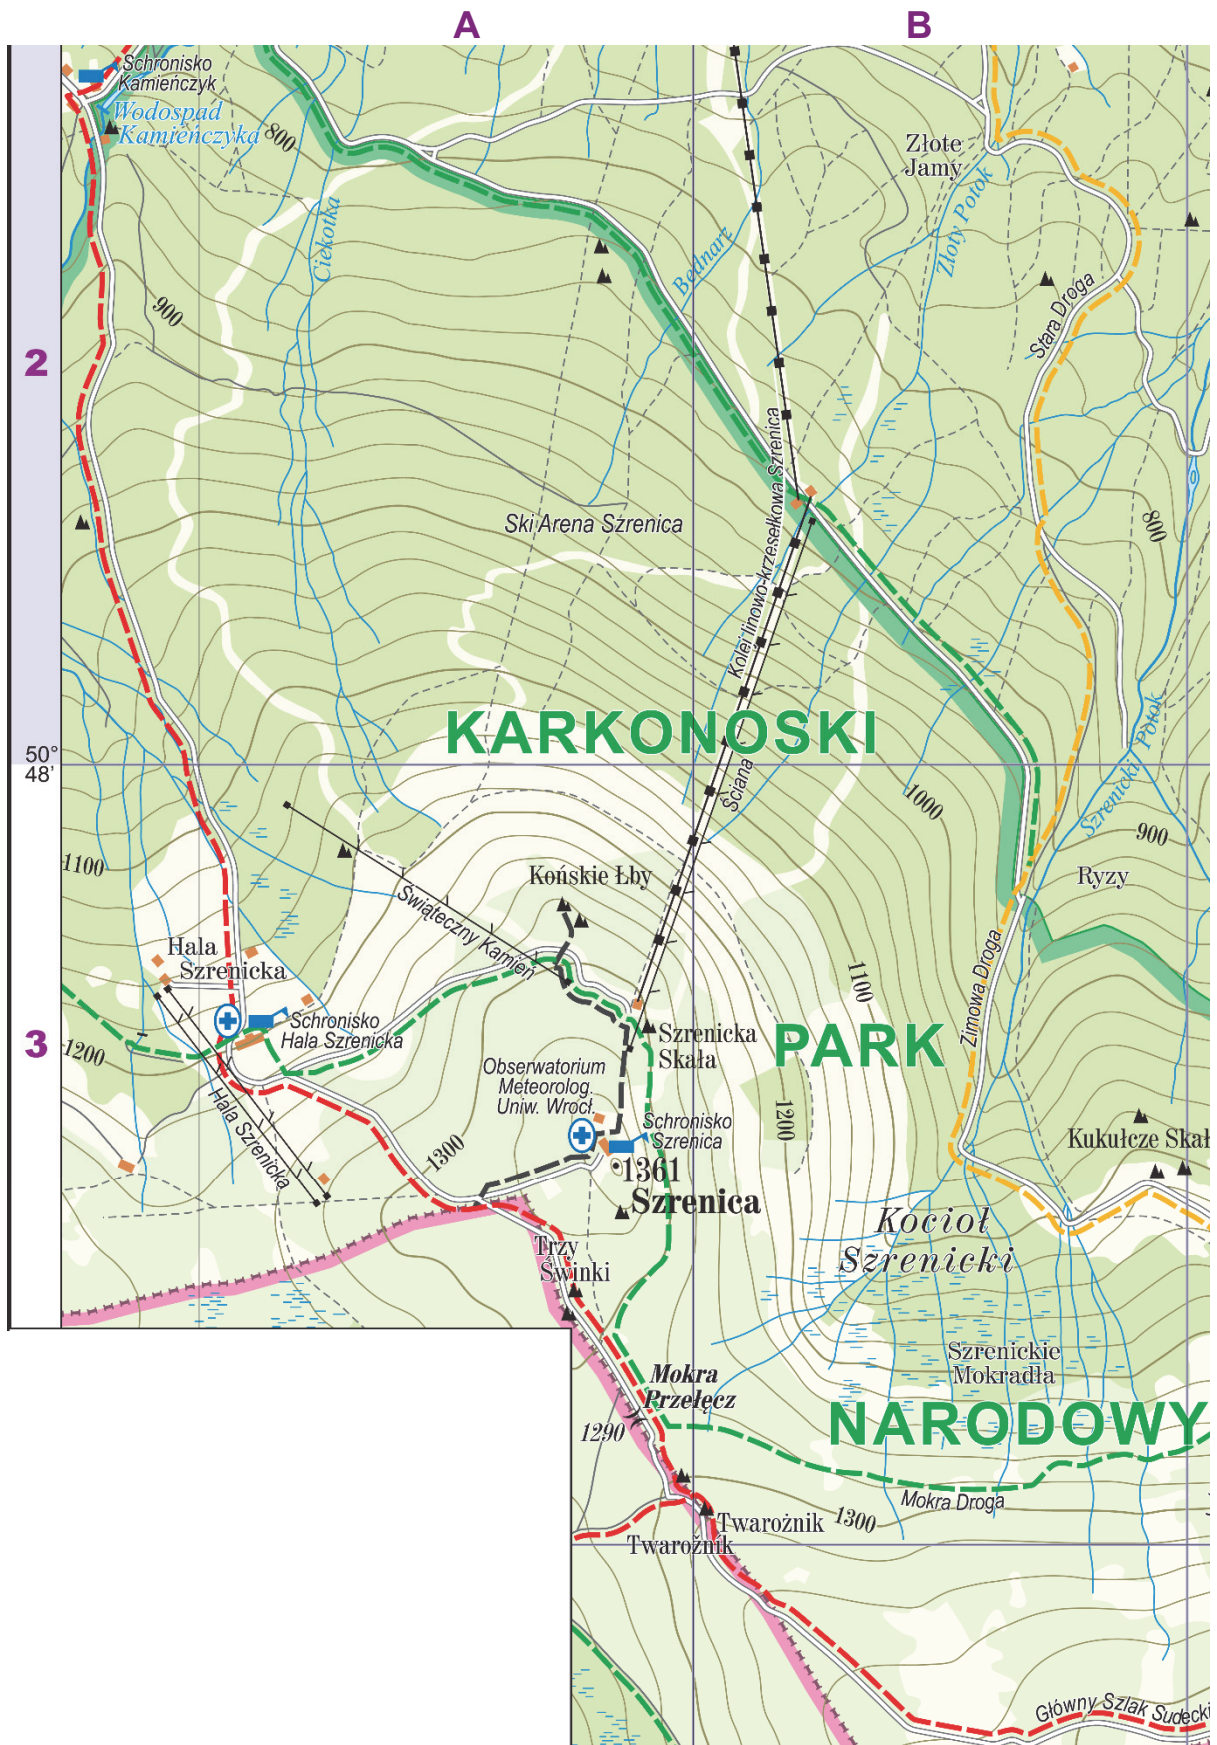 A
B
Schronisko
Kamieńczyk
Wodospad
Kamieńczyka
800
Złote
Jamy
Ciekotka
Bednarz
Złoty Potok
900
Stara Droga
2
Kolej linowo-krzesełkowa Szrenica
Ski Arena Szrenica
800
KARKONOSKI
50°
48'
Ściana
1000
Szrenicki Potok
900
1100
Końskie Łby
Ryzy
Świąteczny Kamień
Hala
Szrenicka
Zimowa Droga
1100
3
1200
Schronisko
Hala Szrenicka
Szrenicka
Skała
PARK
Obserwatorium
Meteorolog.
Uniw. Wrocł.
Hala Szrenicka
1200
Schronisko
Szrenica
Kukułcze Skał
1300
1361
Szrenica
Kocioł
Szrenicki
Trzy
Świnki
Szrenickie
Mokradła
Mokra
Przełęcz
1290
NARODOWY
Mokra Droga
1300
Twarożnik
Twarožník
Główny Szlak Sudecki